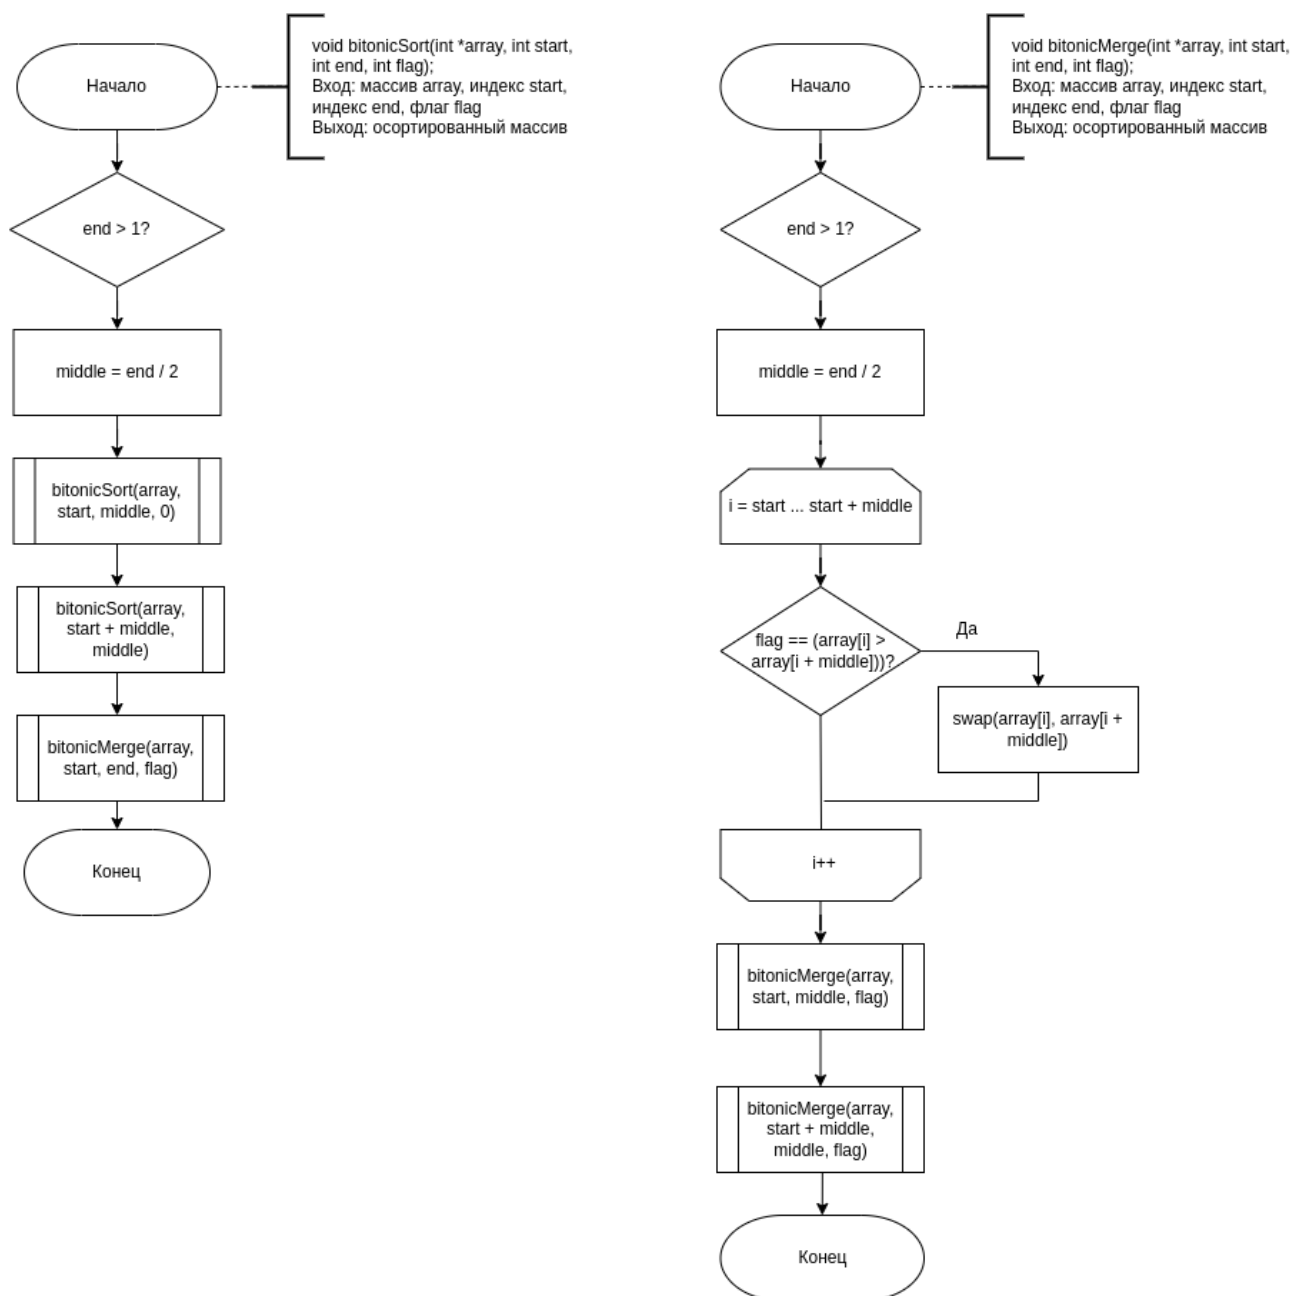 Начало
void bitonicSort(int *array, int start,
int end, int flag);
Вход: массив array, индекс start,
индекс end, флаг flag
Выход: осортированный массив
end > 1?
middle = end / 2
bitonicSort(array,
start, middle, 0)
bitonicSort(array,
start + middle,
middle)
bitonicMerge(array,
start, end, flag)
Конец
Начало
void bitonicMerge(int *array, int start,
int end, int flag);
Вход: массив array, индекс start,
индекс end, флаг flag
Выход: осортированный массив
end > 1?
middle = end / 2
i = start ... start + middle
flag == (array[i] >
array[i + middle]))?
Да
swap(array[i], array[i +
middle])
i++
bitonicMerge(array,
start, middle, flag)
bitonicMerge(array,
start + middle,
middle, flag)
Конец